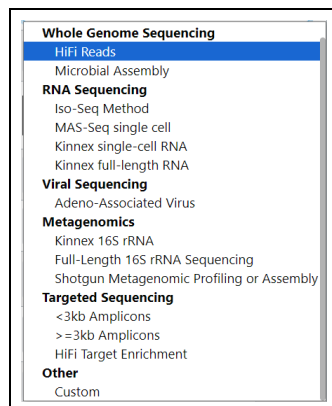 Whole Genome Sequencing
HiFi Reads
Microbial Assembly
RNA Sequencing
Iso-Seq Method
MAS-Seq single cell
Kinnex single-cell RNA
Kinnex full-length RNA
Viral Sequencing
Adeno-Associated Virus
Metagenomics
Kinnex 16S rRNA
Full-Length 16S rRNA Sequencing
Shotgun Metagenomic Profiling or Assembly
Targeted Sequencing
<3kb Amplicons
>=3kb Amplicons
HiFi Target Enrichment
Other
Custom